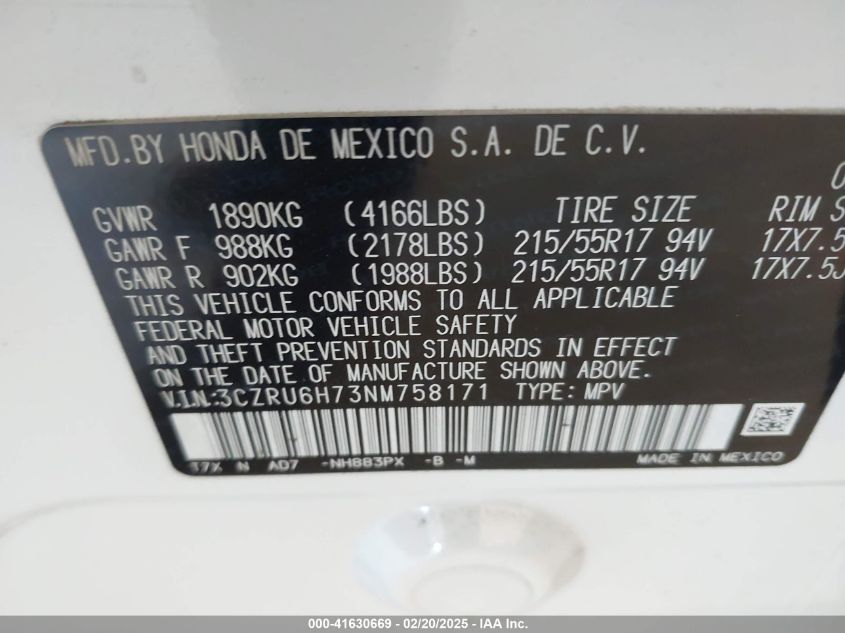 MFD.BY HONDA DE MEXICO S.A. DE C.V.
GVWR 1890KG (4166LBS) TIRE SIZE RIM S
GAWR F 988KG (2178LBS) 215/55R17 94V 17X7.5
GAWR R 902KG (1988LBS) 215/55R17 94V 17X7.5J
THIS VEHICLE CONFORMS TO ALL APPLICABLE
FEDERAL MOTOR VEHICLE SAFETY
AND THEFT PREVENTION STANDARDS IN EFFECT
ON THE DATE OF MANUFACTURE SHOWN ABOVE.
V.I.N.:3CZRU6H73NM758171 TYPE: MPV
37X N AD7 -NH883PX -B -M MADE IN MEXICO
000-41630669 - 02/20/2025 - IAA Inc.